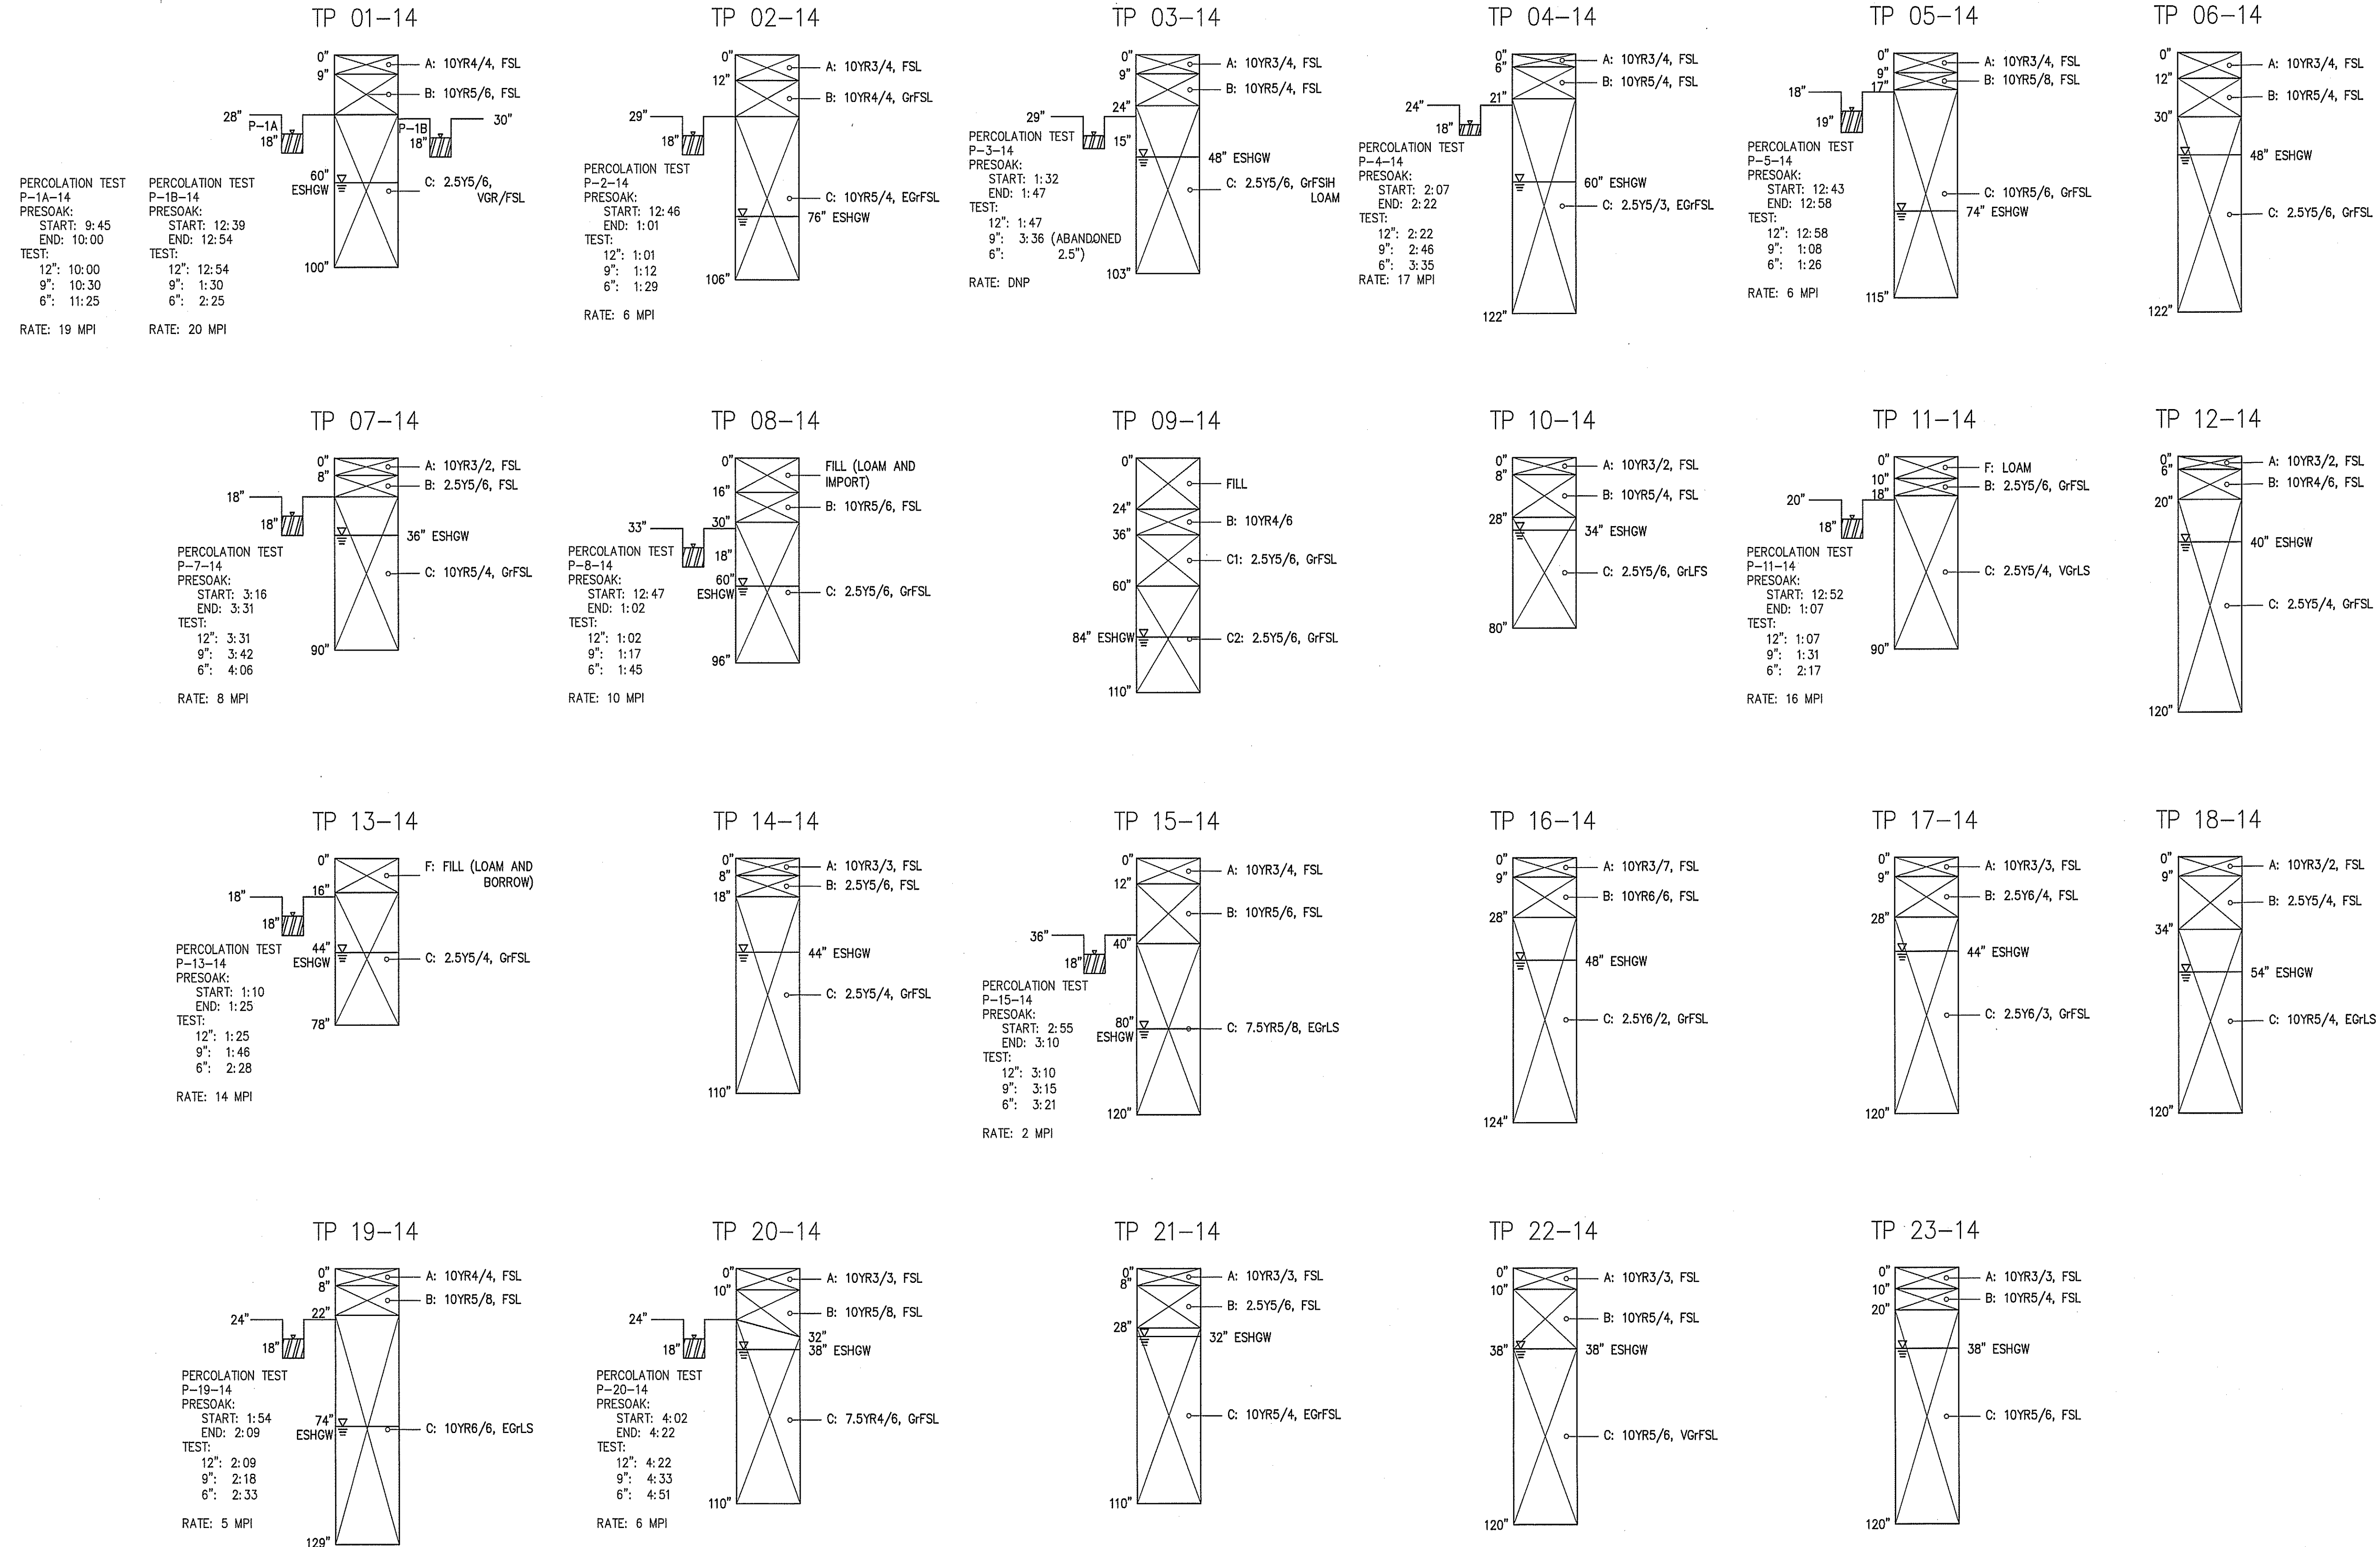 TP 01-14
0"
9"
A: 10YR4/4, FSL
B: 10YR5/6, FSL
28"
P-1A
18"
P-1B
18"
30"
60"
ESHGW
C: 2.5Y5/6,
VGR/FSL
100"
PERCOLATION TEST
P-1A-14
PRESOAK:
START: 9:45
END: 10:00
TEST:
12": 10:00
9": 10:30
6": 11:25
RATE: 19 MPI
PERCOLATION TEST
P-1B-14
PRESOAK:
START: 12:39
END: 12:54
TEST:
12": 12:54
9": 1:30
6": 2:25
RATE: 20 MPI
TP 02-14
0"
12"
A: 10YR3/4, FSL
B: 10YR4/4, GrFSL
29"
18"
C: 10YR5/4, EGrFSL
76" ESHGW
106"
PERCOLATION TEST
P-2-14
PRESOAK:
START: 12:46
END: 1:01
TEST:
12": 1:01
9": 1:12
6": 1:29
RATE: 6 MPI
TP 03-14
0"
9"
24"
A: 10YR3/4, FSL
B: 10YR5/4, FSL
29"
15"
48" ESHGW
C: 2.5Y5/6, GrFSlH
LOAM
103"
PERCOLATION TEST
P-3-14
PRESOAK:
START: 1:32
END: 1:47
TEST:
12": 1:47
9": 3:36 (ABANDONED
6": 2.5")
RATE: DNP
TP 04-14
0"
6"
21"
A: 10YR3/4, FSL
B: 10YR5/4, FSL
24"
18"
60" ESHGW
C: 2.5Y5/3, EGrFSL
122"
PERCOLATION TEST
P-4-14
PRESOAK:
START: 2:07
END: 2:22
TEST:
12": 2:22
9": 2:46
6": 3:35
RATE: 17 MPI
TP 05-14
0"
9"
17"
A: 10YR3/4, FSL
B: 10YR5/8, FSL
18"
19"
C: 10YR5/6, GrFSL
74" ESHGW
115"
PERCOLATION TEST
P-5-14
PRESOAK:
START: 12:43
END: 12:58
TEST:
12": 12:58
9": 1:08
6": 1:26
RATE: 6 MPI
TP 06-14
0"
12"
30"
A: 10YR3/4, FSL
B: 10YR5/4, FSL
48" ESHGW
C: 2.5Y5/6, GrFSL
122"
TP 07-14
0"
8"
A: 10YR3/2, FSL
B: 2.5Y5/6, FSL
18"
18"
36" ESHGW
C: 10YR5/4, GrFSL
90"
PERCOLATION TEST
P-7-14
PRESOAK:
START: 3:16
END: 3:31
TEST:
12": 3:31
9": 3:42
6": 4:06
RATE: 8 MPI
TP 08-14
0"
16"
30"
FILL (LOAM AND
IMPORT)
B: 10YR5/6, FSL
33"
18"
60"
ESHGW
C: 2.5Y5/6, GrFSL
96"
PERCOLATION TEST
P-8-14
PRESOAK:
START: 12:47
END: 1:02
TEST:
12": 1:02
9": 1:17
6": 1:45
RATE: 10 MPI
TP 09-14
0"
24"
36"
60"
FILL
B: 10YR4/6
C1: 2.5Y5/6, GrFSL
84" ESHGW
C2: 2.5Y5/6, GrFSL
110"
TP 10-14
0"
8"
28"
A: 10YR3/2, FSL
B: 10YR5/4, FSL
34" ESHGW
C: 2.5Y5/6, GrLFS
80"
TP 11-14
0"
10"
18"
F: LOAM
B: 2.5Y5/6, GrFSL
20"
18"
C: 2.5Y5/4, VGrLS
90"
PERCOLATION TEST
P-11-14
PRESOAK:
START: 12:52
END: 1:07
TEST:
12": 1:07
9": 1:31
6": 2:17
RATE: 16 MPI
TP 12-14
0"
6"
20"
A: 10YR3/2, FSL
B: 10YR4/6, FSL
40" ESHGW
C: 2.5Y5/4, GrFSL
120"
TP 13-14
0"
16"
F: FILL (LOAM AND
BORROW)
18"
18"
44"
ESHGW
C: 2.5Y5/4, GrFSL
78"
PERCOLATION TEST
P-13-14
PRESOAK:
START: 1:10
END: 1:25
TEST:
12": 1:25
9": 1:46
6": 2:28
RATE: 14 MPI
TP 14-14
0"
8"
18"
A: 10YR3/3, FSL
B: 2.5Y5/6, FSL
44" ESHGW
C: 2.5Y5/4, GrFSL
110"
TP 15-14
0"
12"
40"
A: 10YR3/4, FSL
B: 10YR5/6, FSL
36"
18"
80"
ESHGW
C: 7.5YR5/8, EGrLS
120"
PERCOLATION TEST
P-15-14
PRESOAK:
START: 2:55
END: 3:10
TEST:
12": 3:10
9": 3:15
6": 3:21
RATE: 2 MPI
TP 16-14
0"
9"
28"
A: 10YR3/7, FSL
B: 10YR6/6, FSL
48" ESHGW
C: 2.5Y6/2, GrFSL
124"
TP 17-14
0"
9"
28"
A: 10YR3/3, FSL
B: 2.5Y6/4, FSL
44" ESHGW
C: 2.5Y6/3, GrFSL
120"
TP 18-14
0"
9"
34"
A: 10YR3/2, FSL
B: 2.5Y5/4, FSL
54" ESHGW
C: 10YR5/4, EGrLS
120"
TP 19-14
0"
8"
22"
A: 10YR4/4, FSL
B: 10YR5/8, FSL
24"
18"
74"
ESHGW
C: 10YR6/6, EGrLS
129"
PERCOLATION TEST
P-19-14
PRESOAK:
START: 1:54
END: 2:09
TEST:
12": 2:09
9": 2:18
6": 2:33
RATE: 5 MPI
TP 20-14
0"
10"
A: 10YR3/3, FSL
B: 10YR5/8, FSL
24"
18"
32"
38" ESHGW
C: 7.5YR4/6, GrFSL
110"
PERCOLATION TEST
P-20-14
PRESOAK:
START: 4:02
END: 4:22
TEST:
12": 4:22
9": 4:33
6": 4:51
RATE: 6 MPI
TP 21-14
0"
8"
28"
A: 10YR3/3, FSL
B: 2.5Y5/6, FSL
32" ESHGW
C: 10YR5/4, EGrFSL
110"
TP 22-14
0"
10"
38"
A: 10YR3/3, FSL
B: 10YR5/4, FSL
38" ESHGW
C: 10YR5/6, VGrFSL
120"
TP 23-14
0"
10"
20"
A: 10YR3/3, FSL
B: 10YR5/4, FSL
38" ESHGW
C: 10YR5/6, FSL
120"